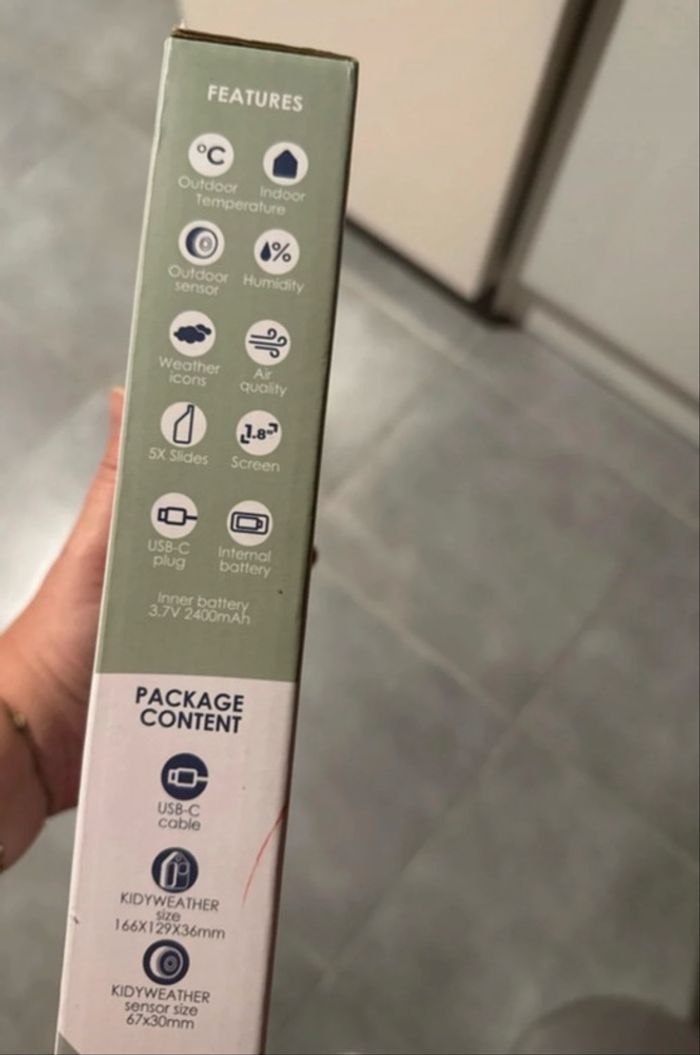 FEATURES
°C
Outdoor Indoor
Temperature
%
Outdoor
sensor
Humidity
Weather
icons
Air
quality
1.8"
5X Slides
Screen
USB-C
plug
Internal
battery
Inner battery
3.7V 2400mAh
PACKAGE
CONTENT
USB-C
cable
KIDYWEATHER
size
166X129X36mm
KIDYWEATHER
sensor size
67x30mm